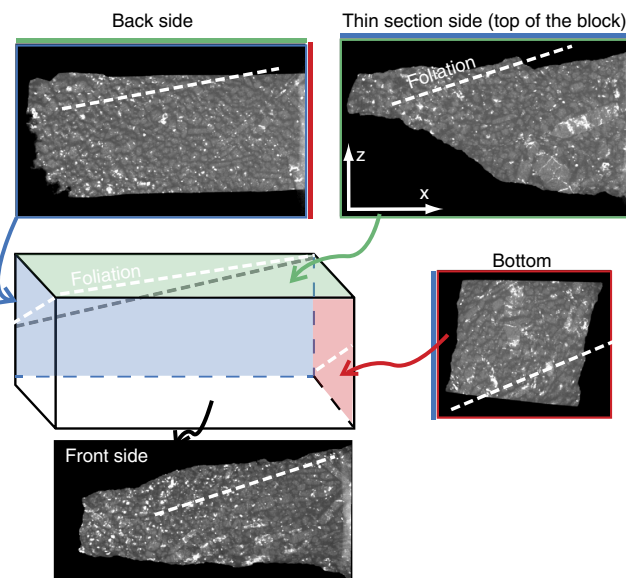 Back side
Thin section side (top of the block)
Foliation
z
x
Foliation
Bottom
Front side